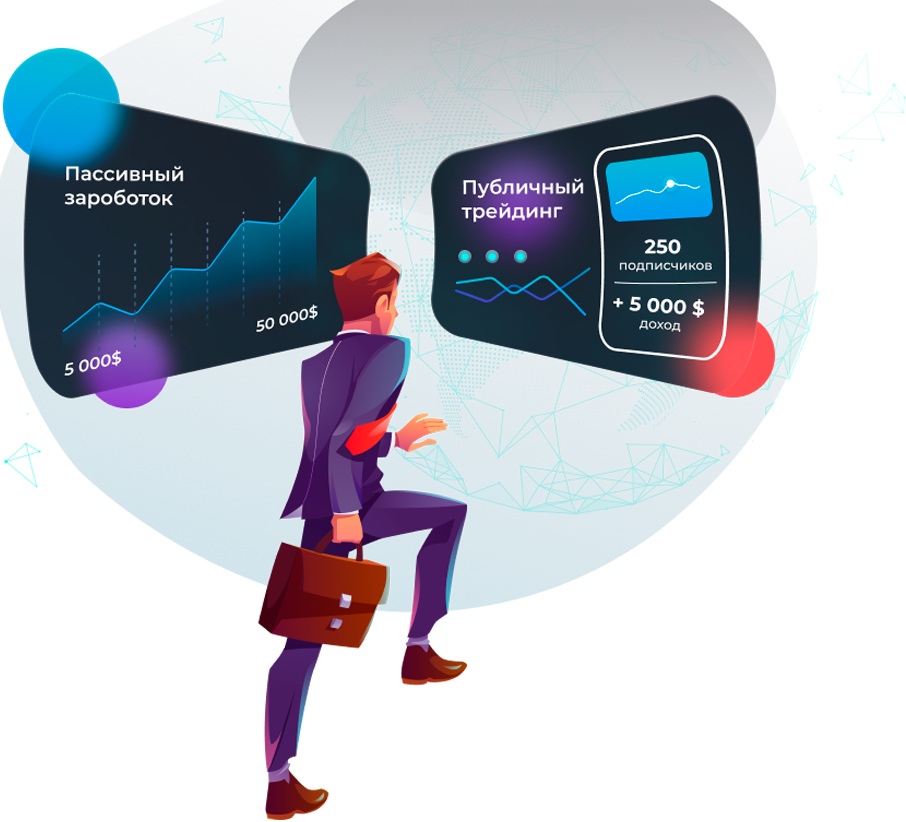 Пассивный
зароботок
5 000$
50 000$
Публичный
трейдинг
250
подписчиков
+ 5 000 $
доход